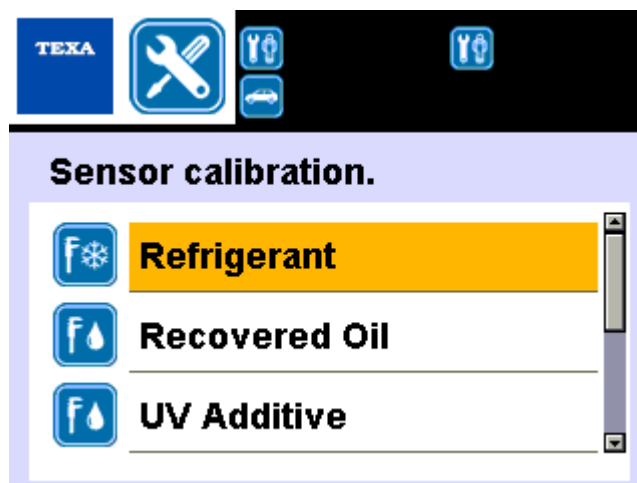 TEXA
Sensor calibration.
Refrigerant
Recovered Oil
UV Additive